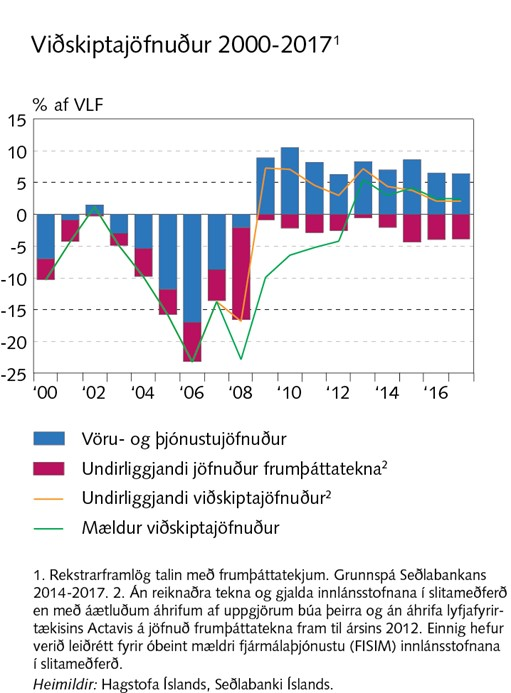 Viðskiptajöfnuður 2000-2017¹
% af VLF
15
10
5
0
-5
-10
-15
-20
-25
‘00 ‘02 ‘04 ‘06 ‘08 ‘10 ‘12 ‘14 ‘16
Vöru- og þjónustujöfnuður
Undirliggjandi jöfnuður frumþáttatekna²
Undirliggjandi viðskiptajöfnuður²
Mældur viðskiptajöfnuður
1. Rekstrarframlög talin með frumþáttatekjum. Grunnspá Seðlabankans
2014-2017. 2. Án reiknaðra tekna og gjalda innlánsstofnana í slitameðferð
en með áætluðum áhrifum af uppgjörum búa þeirra og án áhrifa lyfjafyrir-
tækisins Actavis á jöfnuð frumþáttatekna fram til ársins 2012. Einnig hefur
verið leiðrétt fyrir óbeint mældri fjármálaþjónustu (FISIM) innlánsstofnana
í slitameðferð.
Heimildir: Hagstofa Íslands, Seðlabanki Íslands.